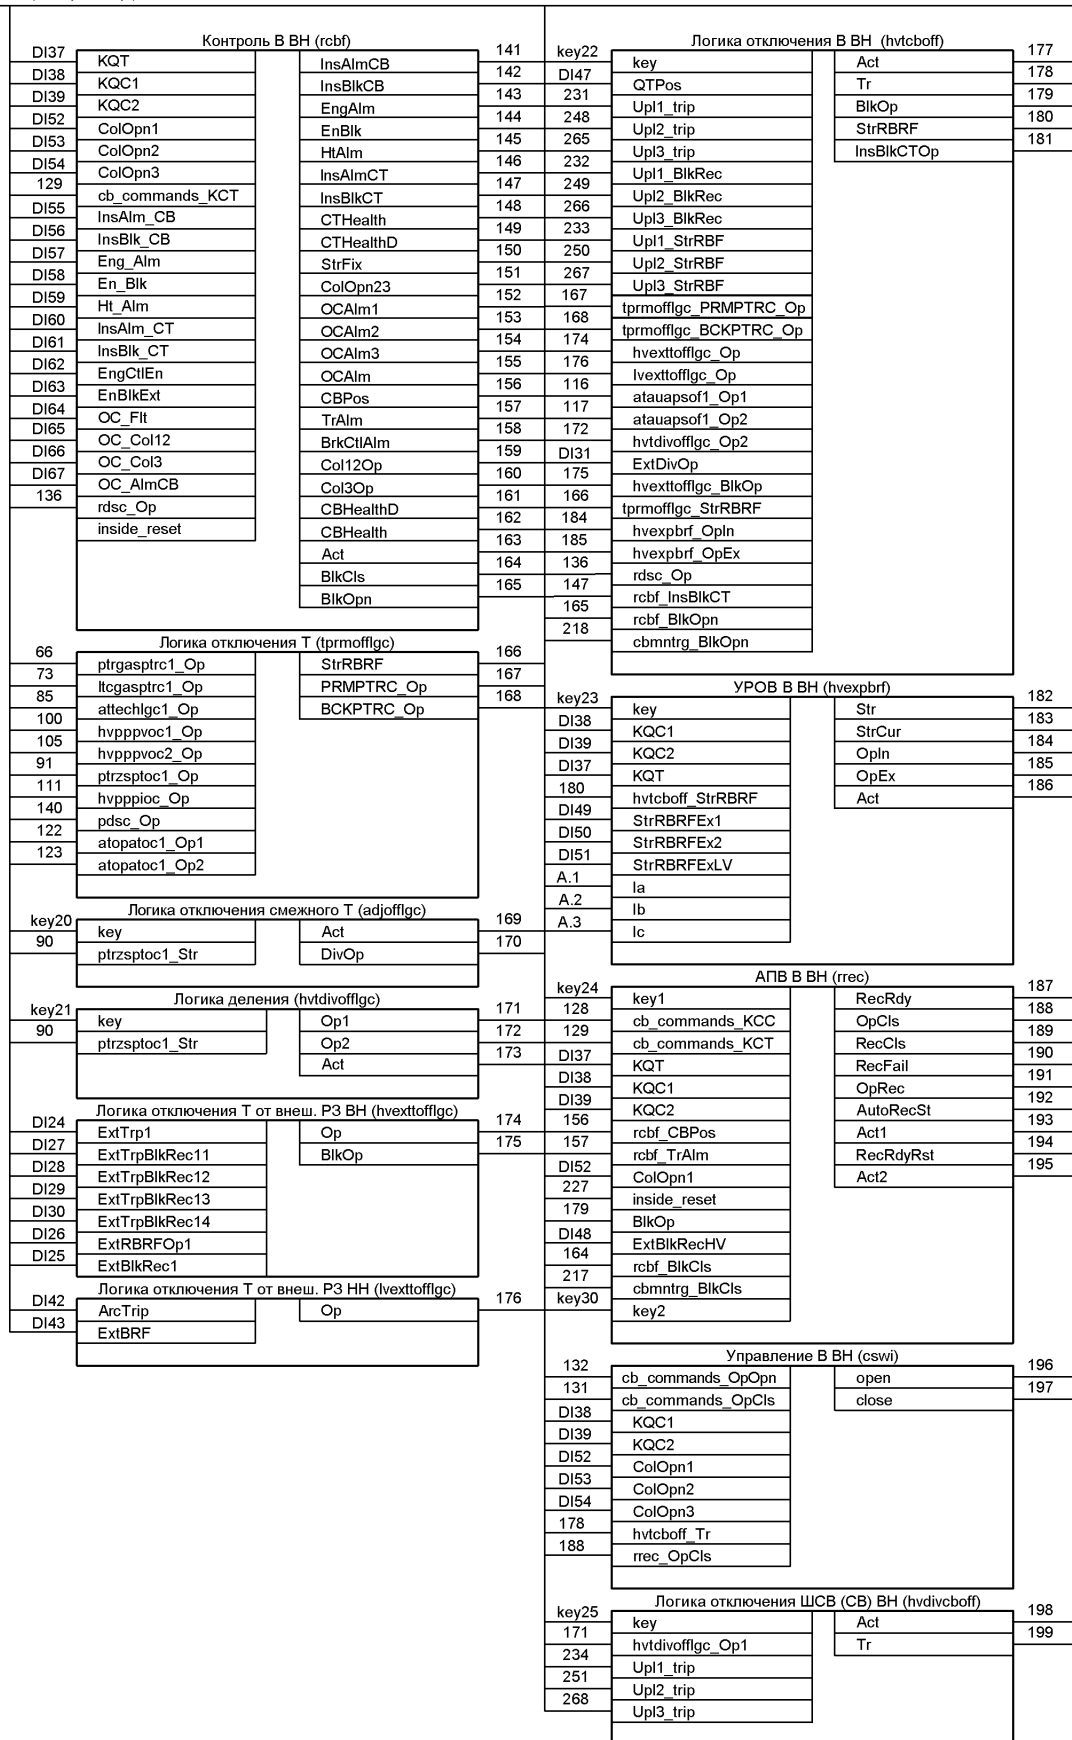 Контроль В ВН (rcbf)
DI37 KQT InsAlmCB 141
DI38 KQC1 InsBlkCB 142
DI39 KQC2 EngAlm 143
DI52 ColOpn1 EnBlk 144
DI53 ColOpn2 HtAlm 145
DI54 ColOpn3 InsAlmCT 146
129 cb_commands_KCT InsBlkCT 147
DI55 InsAlm_CB CTHealth 148
DI56 InsBlk_CB CTHealthD 149
DI57 Eng_Alm StrFix 150
DI58 En_Blk ColOpn23 151
DI59 Ht_Alm OCAlm1 152
DI60 InsAlm_CT OCAlm2 153
DI61 InsBlk_CT OCAlm3 154
DI62 EngCtlEn OCAlm 155
DI63 EnBlkExt CBPos 156
DI64 OC_Flt TrAlm 157
DI65 OC_Col12 BrkCtlAlm 158
DI66 OC_Col3 Col12Op 159
DI67 OC_AlmCB Col3Op 160
136 rdsc_Op CBHealthD 161
inside_reset CBHealth 162
Act 163
BlkCls 164
BlkOpn 165
Логика отключения Т (tprmofflgc)
66 ptrgasptrc1_Op StrRBRF 166
73 ltcgasptrc1_Op PRMPTRC_Op 167
85 attechlgc1_Op BCKPTRC_Op 168
100 hvpppvoc1_Op
105 hvpppvoc2_Op
91 ptrzsptoc1_Op
111 hvpppioc_Op
140 pdsc_Op
122 atopatoc1_Op1
123 atopatoc1_Op2
Логика отключения смежного Т (adjofflgc)
key20 key Act 169
90 ptrzsptoc1_Str DivOp 170
Логика деления (hvtdivofflgc)
key21 key Op1 171
90 ptrzsptoc1_Str Op2 172
Act 173
Логика отключения Т от внеш. РЗ ВН (hvexttofflgc)
DI24 ExtTrp1 Op 174
DI27 ExtTrpBlkRec11 BlkOp 175
DI28 ExtTrpBlkRec12
DI29 ExtTrpBlkRec13
DI30 ExtTrpBlkRec14
DI26 ExtRBRFOp1
DI25 ExtBlkRec1
Логика отключения Т от внеш. РЗ НН (lvexttofflgc)
DI42 ArcTrip Op 176
DI43 ExtBRF
Логика отключения В ВН (hvtcboff)
key22 key Act 177
DI47 QTPos Tr 178
231 Upl1_trip BlkOp 179
248 Upl2_trip StrRBRF 180
265 Upl3_trip InsBlkCTOp 181
232 Upl1_BlkRec
249 Upl2_BlkRec
266 Upl3_BlkRec
233 Upl1_StrRBF
250 Upl2_StrRBF
267 Upl3_StrRBF
167 tprmofflgc_PRMPTRC_Op
168 tprmofflgc_BCKPTRC_Op
174 hvexttofflgc_Op
176 lvexttofflgc_Op
116 atauapsof1_Op1
117 atauapsof1_Op2
172 hvtdivofflgc_Op2
DI31 ExtDivOp
175 hvexttofflgc_BlkOp
166 tprmofflgc_StrRBRF
184 hvexpbrf_OpIn
185 hvexpbrf_OpEx
136 rdsc_Op
147 rcbf_InsBlkCT
165 rcbf_BlkOpn
218 cbmntrg_BlkOpn
УРОВ В ВН (hvexpbrf)
key23 key Str 182
DI38 KQC1 StrCur 183
DI39 KQC2 OpIn 184
DI37 KQT OpEx 185
180 hvtcboff_StrRBRF Act 186
DI49 StrRBRFEx1
DI50 StrRBRFEx2
DI51 StrRBRFExLV
A.1 Ia
A.2 Ib
A.3 Ic
АПВ В ВН (rrec)
key24 key1 RecRdy 187
128 cb_commands_KCC OpCls 188
129 cb_commands_KCT RecCls 189
DI37 KQT RecFail 190
DI38 KQC1 OpRec 191
DI39 KQC2 AutoRecSt 192
156 rcbf_CBPos Act1 193
157 rcbf_TrAlm RecRdyRst 194
DI52 ColOpn1 Act2 195
227 inside_reset
179 BlkOp
DI48 ExtBlkRecHV
164 rcbf_BlkCls
217 cbmntrg_BlkCls
key30 key2
Управление В ВН (cswi)
132 cb_commands_OpOpn open 196
131 cb_commands_OpCls close 197
DI38 KQC1
DI39 KQC2
DI52 ColOpn1
DI53 ColOpn2
DI54 ColOpn3
178 hvtcboff_Tr
188 rrec_OpCls
Логика отключения ШСВ (СВ) ВН (hvdivcboff)
key25 key Act 198
171 hvtdivofflgc_Op1 Tr 199
234 Upl1_trip
251 Upl2_trip
268 Upl3_trip